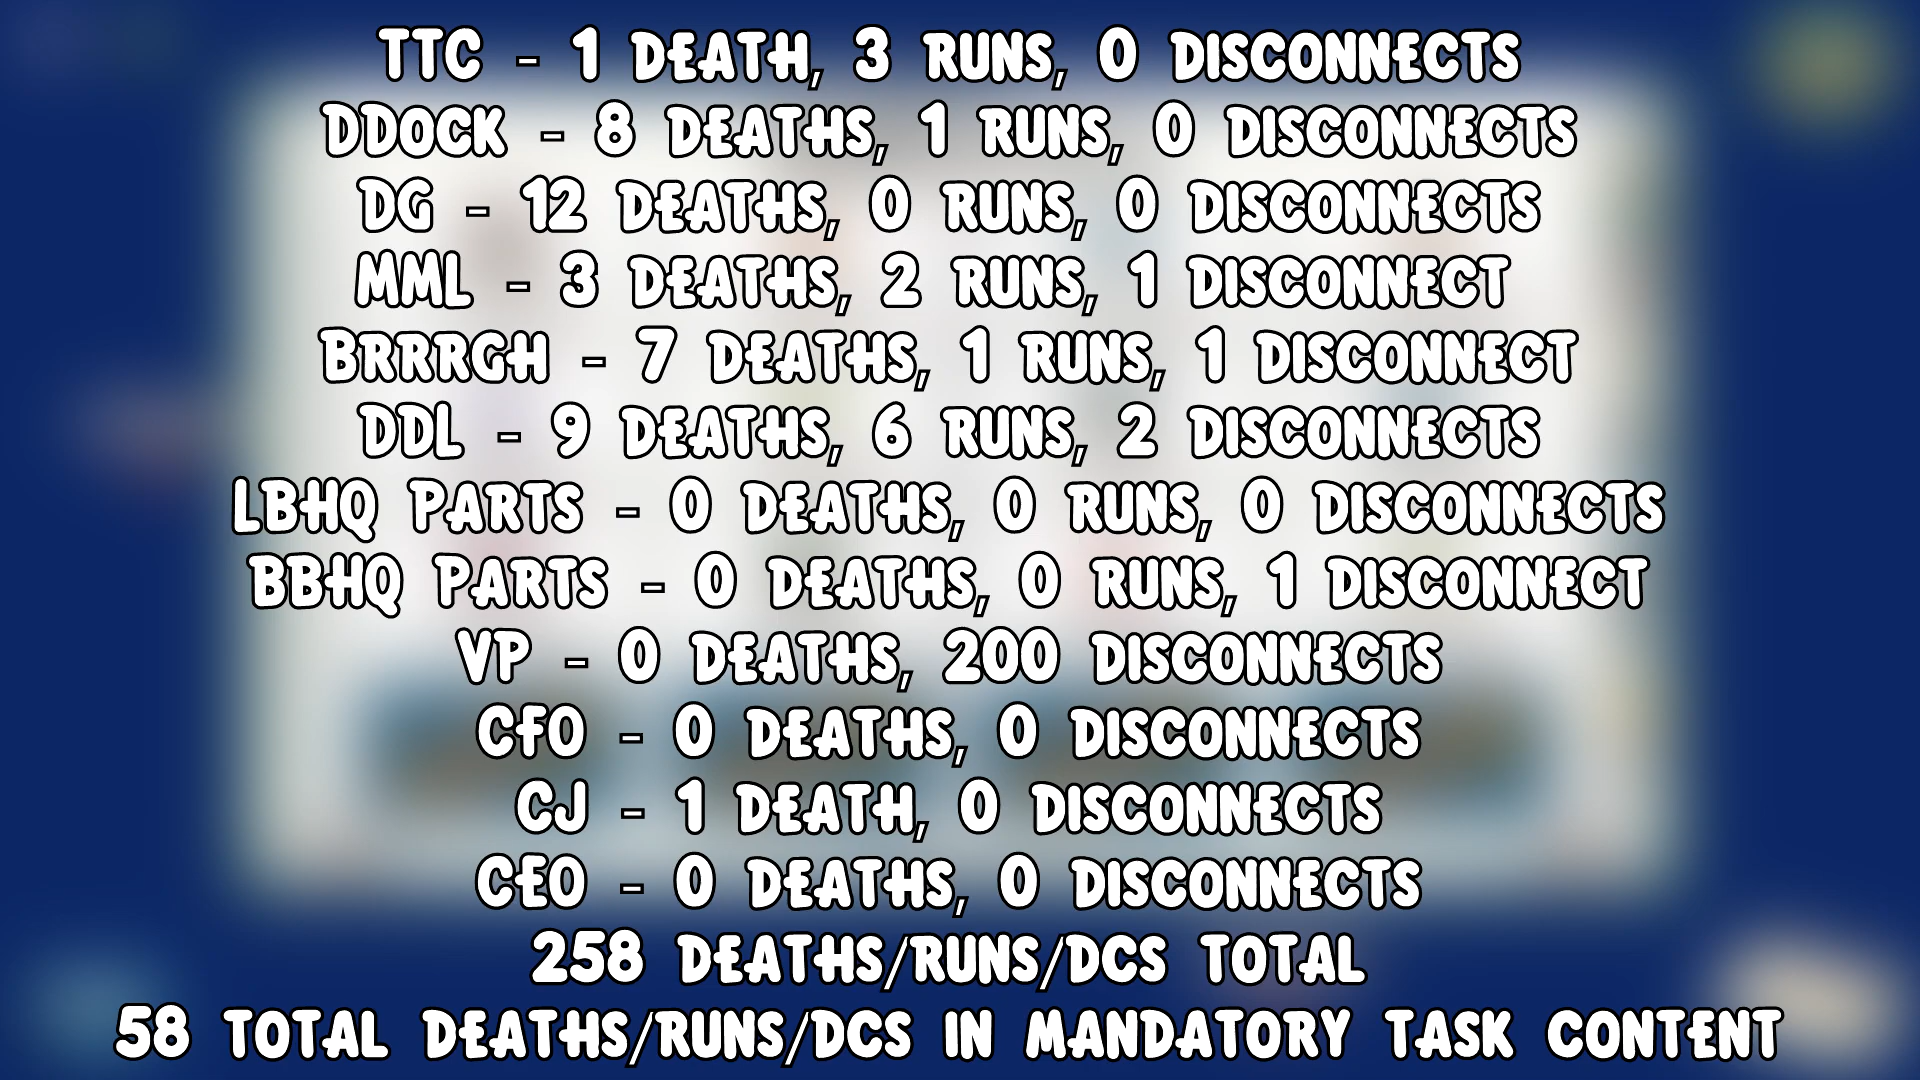 TTC - 1 DEATH, 3 RUNS, 0 DISCONNECTS
DDOCK - 8 DEATHS, 1 RUNS, 0 DISCONNECTS
DG - 12 DEATHS, 0 RUNS, 0 DISCONNECTS
MML - 3 DEATHS, 2 RUNS, 1 DISCONNECT
BRRRGH - 7 DEATHS, 1 RUNS, 1 DISCONNECT
DDL - 9 DEATHS, 6 RUNS, 2 DISCONNECTS
LBHQ PARTS - 0 DEATHS, 0 RUNS, 0 DISCONNECTS
BBHQ PARTS - 0 DEATHS, 0 RUNS, 1 DISCONNECT
VP - 0 DEATHS, 200 DISCONNECTS
CFO - 0 DEATHS, 0 DISCONNECTS
CJ - 1 DEATH, 0 DISCONNECTS
CEO - 0 DEATHS, 0 DISCONNECTS
258 DEATHS/RUNS/DCS TOTAL
58 TOTAL DEATHS/RUNS/DCS IN MANDATORY TASK CONTENT